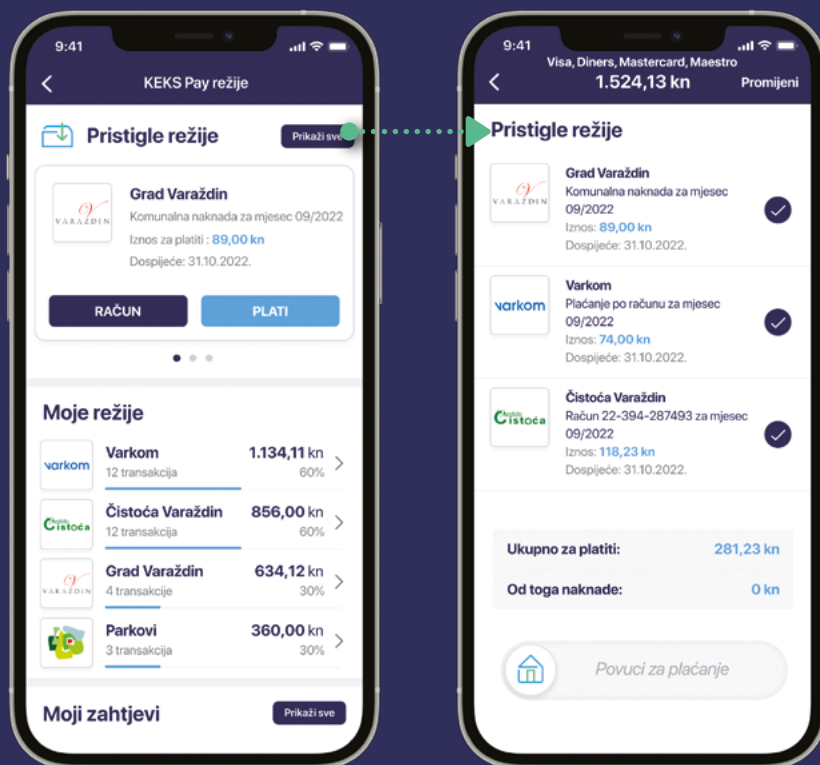 9:41
KEKS Pay režije
Pristigle režije
Prikaži sve
VARAŽDIN
Grad Varaždin
Komunalna naknada za mjesec 09/2022
Iznos za platiti : 89,00 kn
Dospijeće: 31.10.2022.
RAČUN
PLATI
Moje režije
varkom
Varkom
1.134,11 kn
12 transakcija
60%
Čistoća
Čistoća Varaždin
856,00 kn
12 transakcija
60%
VARAŽDIN
Grad Varaždin
634,12 kn
4 transakcije
30%
Parkovi
360,00 kn
3 transakcija
30%
Moji zahtjevi
Prikaži sve
9:41
Visa, Diners, Mastercard, Maestro
1.524,13 kn
Promijeni
Pristigle režije
VARAŽDIN
Grad Varaždin
Komunalna naknada za mjesec
09/2022
Iznos: 89,00 kn
Dospijeće: 31.10.2022.
varkom
Varkom
Plaćanje po računu za mjesec
09/2022
Iznos: 74,00 kn
Dospijeće: 31.10.2022.
Čistoća
Čistoća Varaždin
Račun 22-394-287493 za mjesec
09/2022
Iznos: 118,23 kn
Dospijeće: 31.10.2022.
Ukupno za platiti:
281,23 kn
Od toga naknade:
0 kn
Povuci za plaćanje